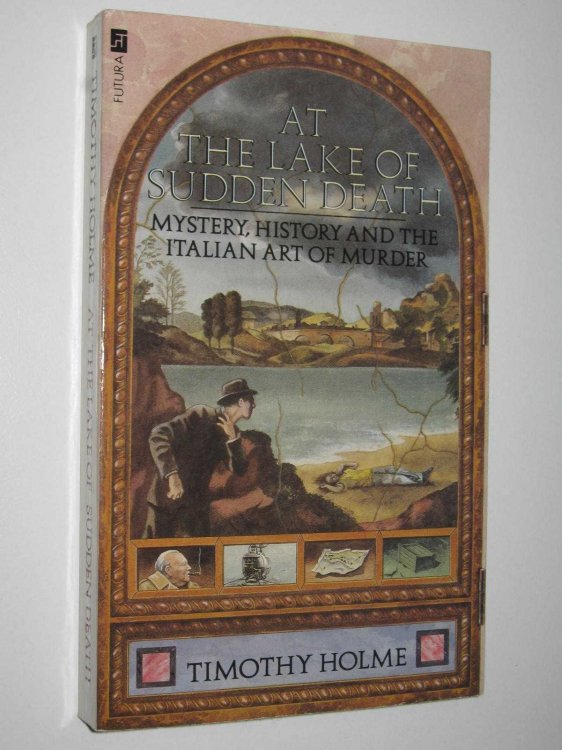 FUTURA
AT
THE LAKE OF
SUDDEN DEATH
MYSTERY, HISTORY AND THE
ITALIAN ART OF MURDER
TIMOTHY HOLME
TIMOTHY HOLME AT THE LAKE OF SUDDEN DEATH